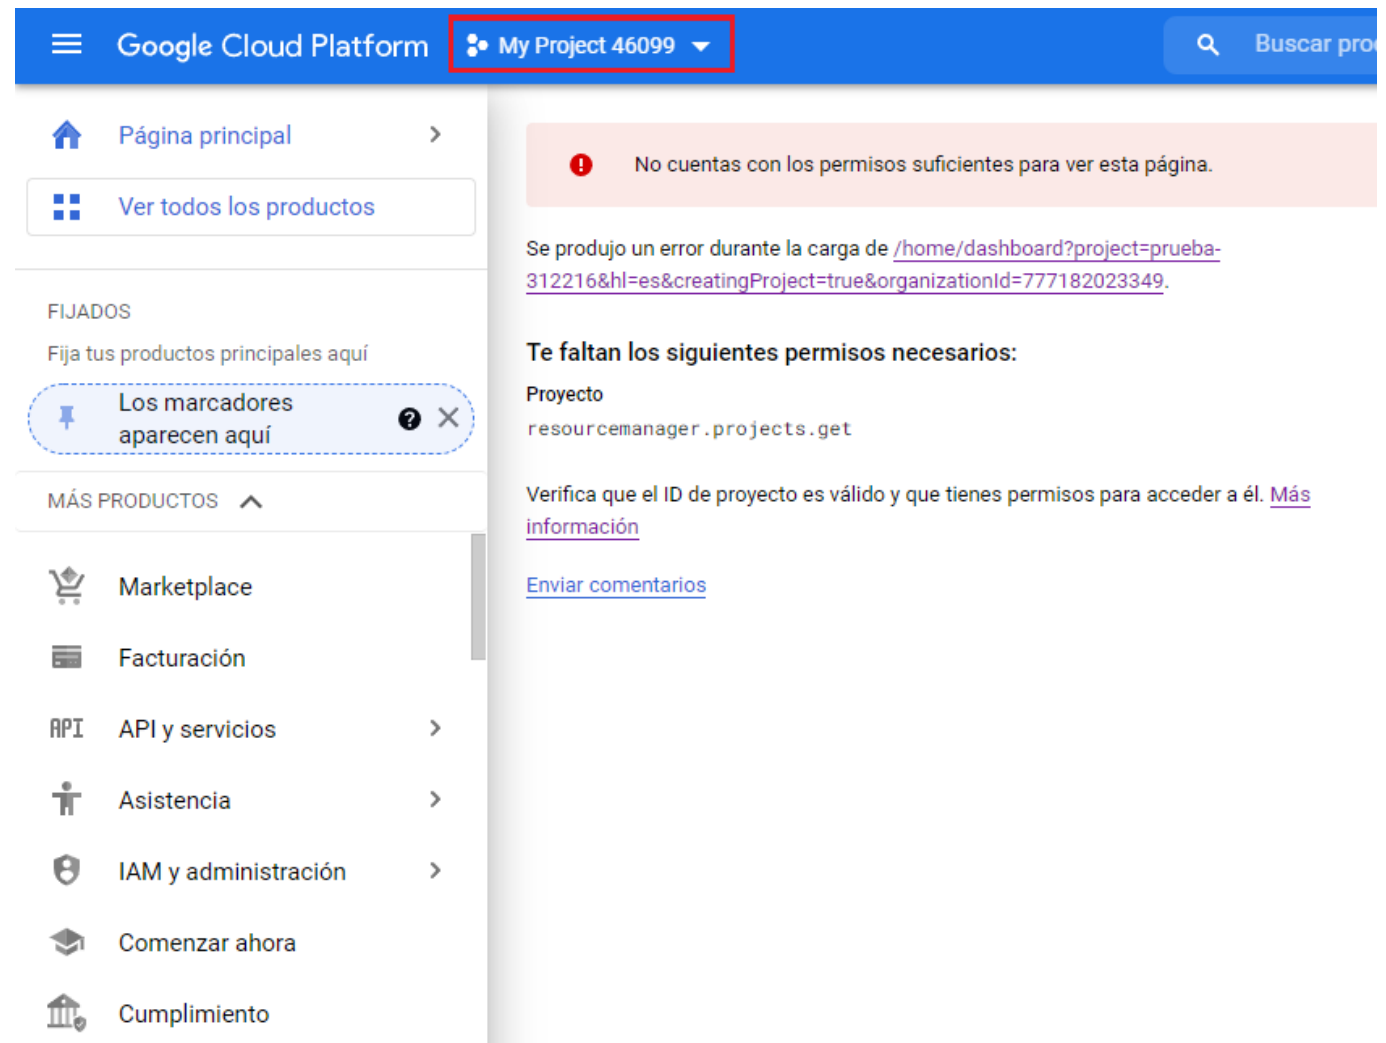 Google Cloud Platform
My Project 46099
Buscar
Página principal
Ver todos los productos
FIJADOS
Fija tus productos principales aquí
Los marcadores
aparecen aquí
MÁS PRODUCTOS
Marketplace
Facturación
API API y servicios
Asistencia
IAM y administración
Comenzar ahora
Cumplimiento
No cuentas con los permisos suficientes para ver esta página.
Se produjo un error durante la carga de /home/dashboard?project=prueba-
312216&hl=es&creatingProject=true&organizationId=777182023349.
Te faltan los siguientes permisos necesarios:
Proyecto
resourcemanager.projects.get
Verifica que el ID de proyecto es válido y que tienes permisos para acceder a él. Más
información
Enviar comentarios